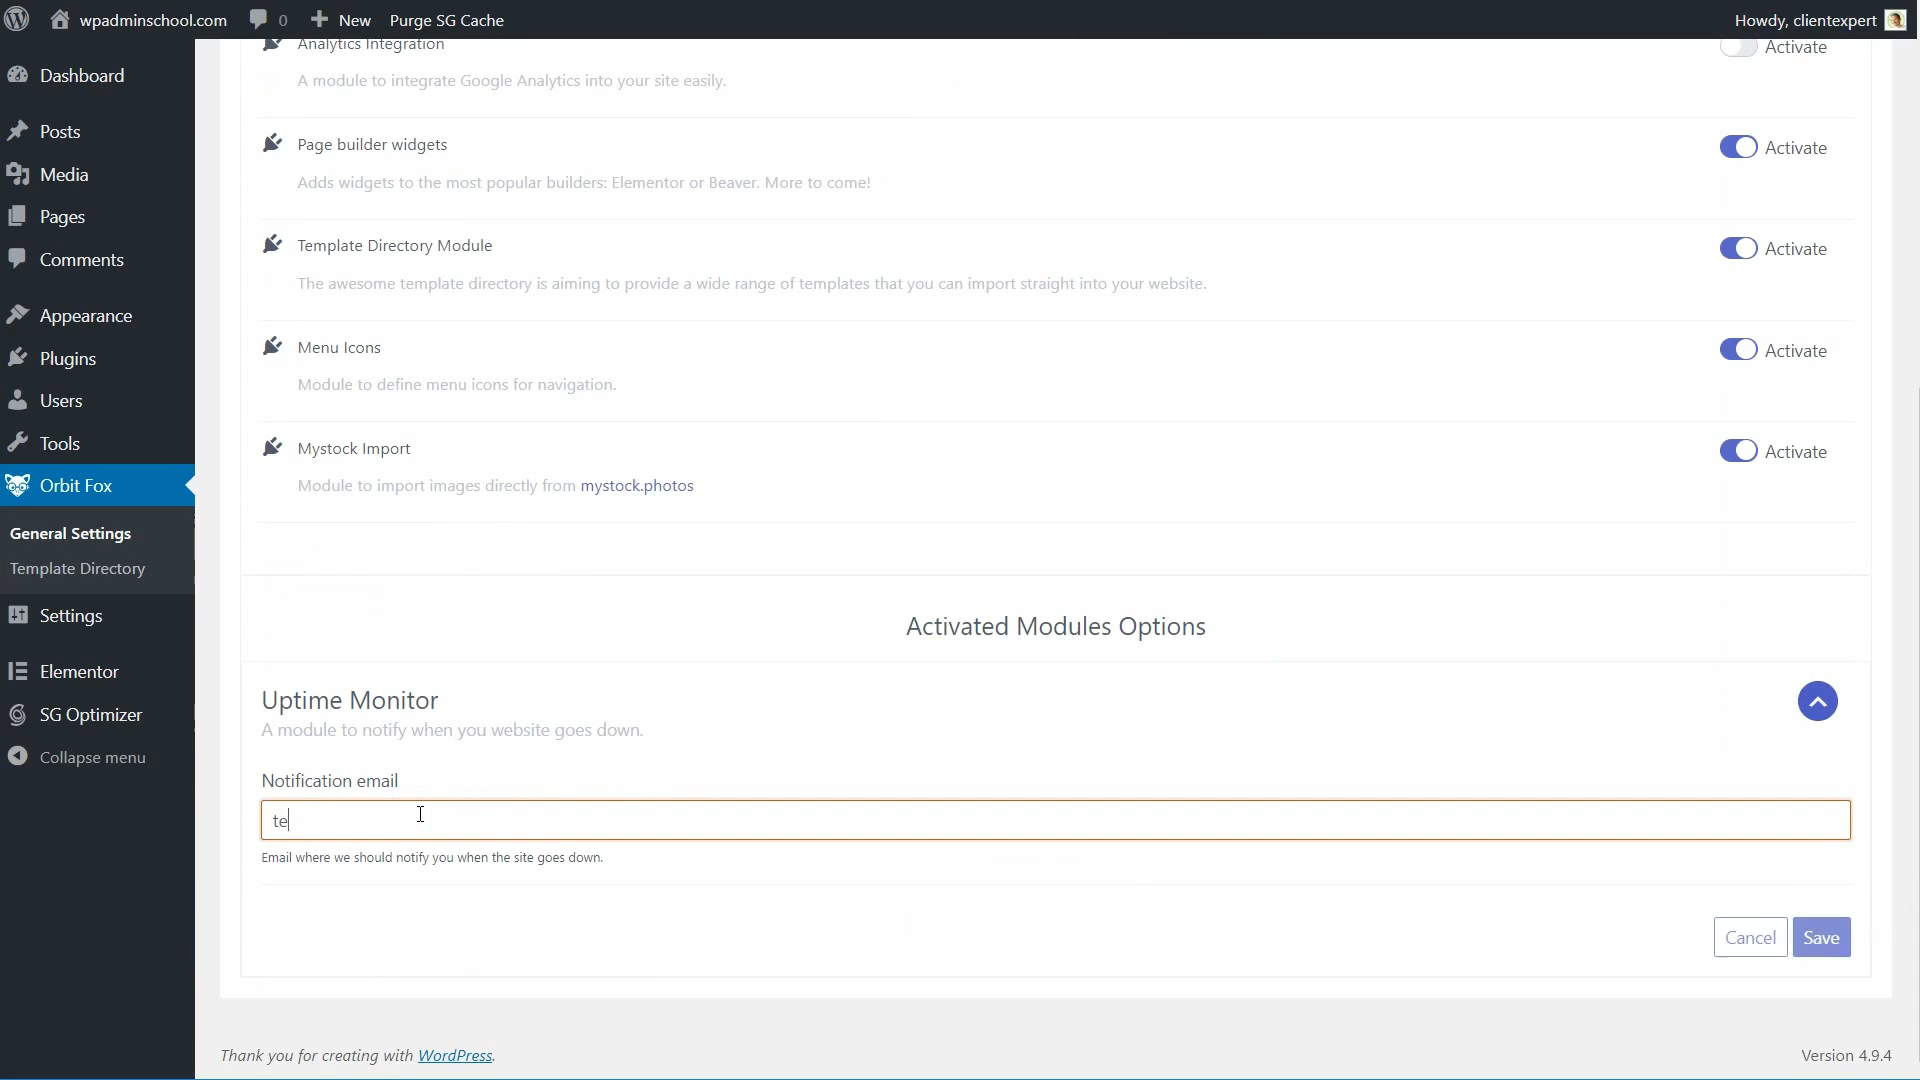 wpadminschool.com 0 New Purge SG Cache Howdy, clientexpert
Dashboard
Posts
Media
Pages
Comments
Appearance
Plugins
Users
Tools
Orbit Fox
General Settings
Template Directory
Settings
Elementor
SG Optimizer
Collapse menu
Analytics Integration Activate
A module to integrate Google Analytics into your site easily.
Page builder widgets Activate
Adds widgets to the most popular builders: Elementor or Beaver. More to come!
Template Directory Module Activate
The awesome template directory is aiming to provide a wide range of templates that you can import straight into your website.
Menu Icons Activate
Module to define menu icons for navigation.
Mystock Import Activate
Module to import images directly from mystock.photos
Activated Modules Options
Uptime Monitor
A module to notify when you website goes down.
Notification email
te
Email where we should notify you when the site goes down.
Cancel Save
Thank you for creating with WordPress. Version 4.9.4